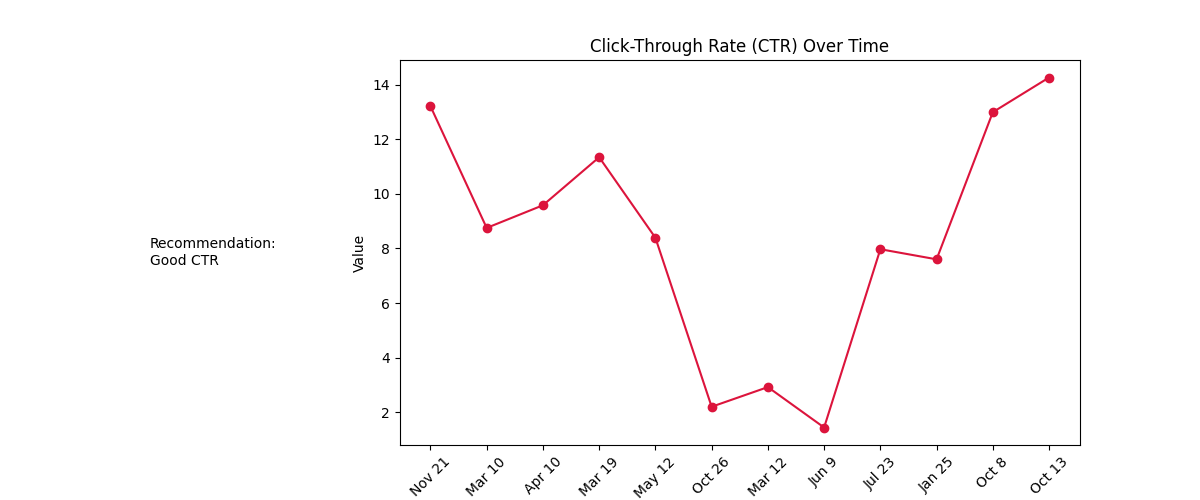 Click-Through Rate (CTR) Over Time
Recommendation:
Good CTR
Value
14
12
10
8
6
4
2
Nov 21
Mar 10
Apr 10
Mar 19
May 12
Oct 26
Mar 12
Jun 9
Jul 23
Jan 25
Oct 8
Oct 13